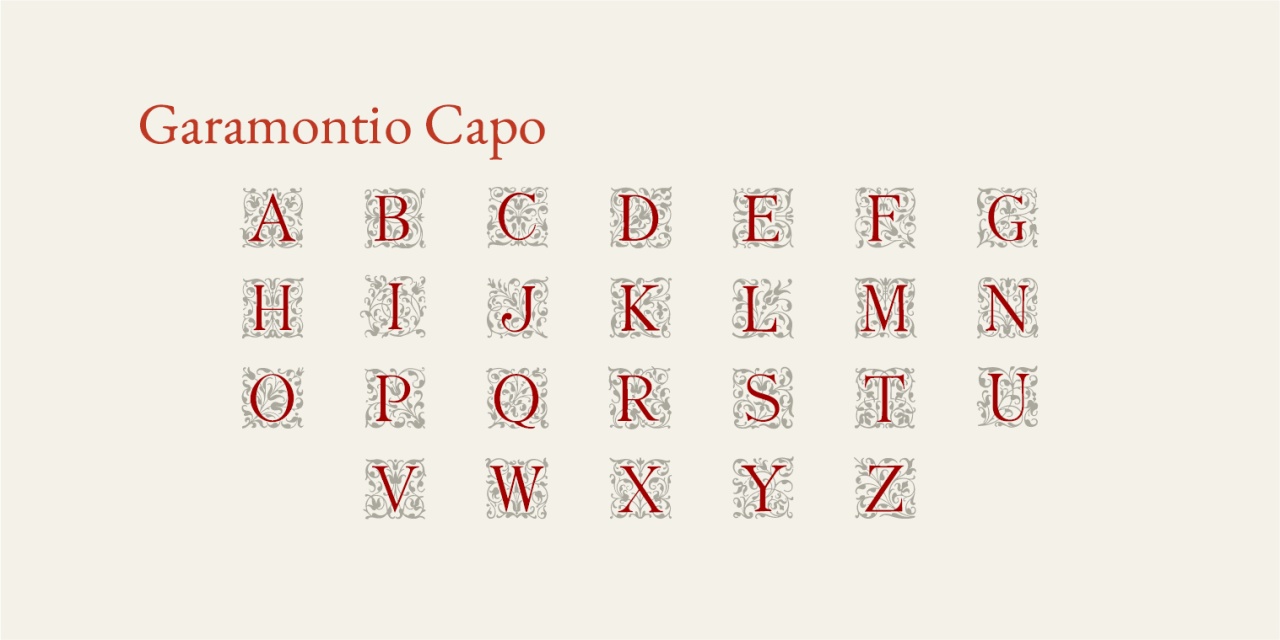 Garamontio Capo
A B C D E F G
H I J K L M N
O P Q R S T U
V W X Y Z